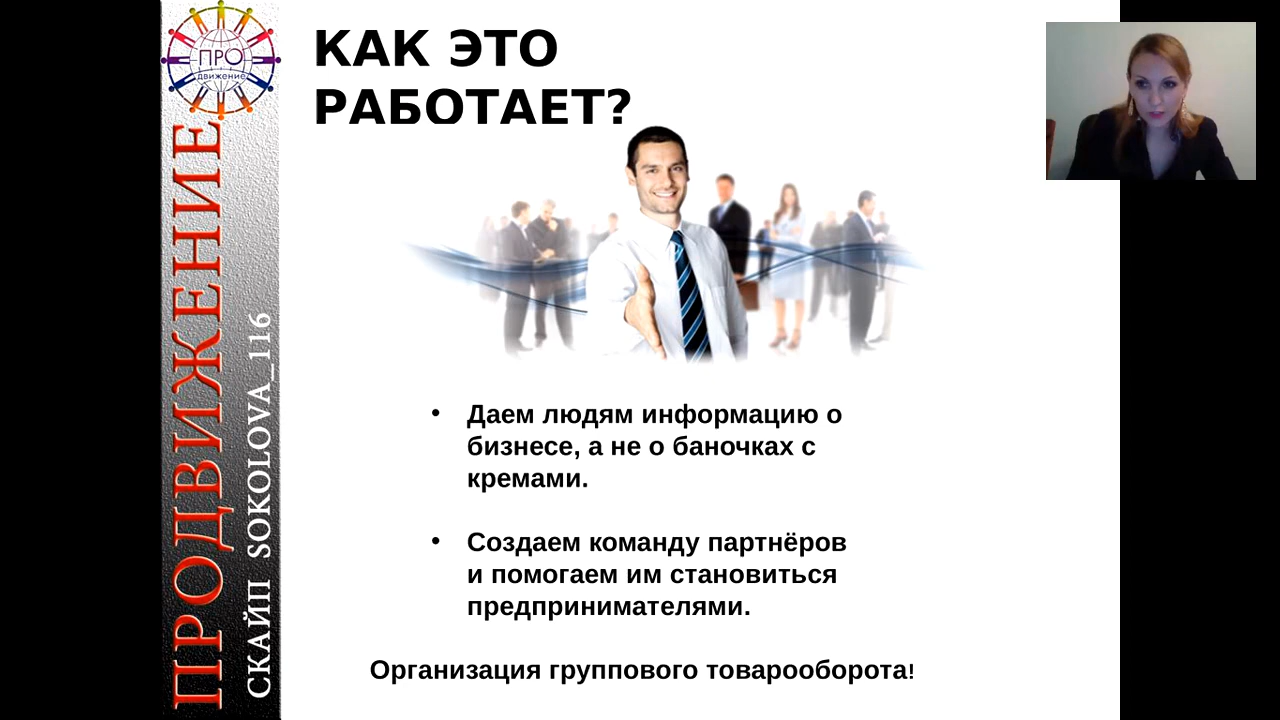 ПРО
движение
ПРОДВИЖЕНИЕ
СКАЙП SOKOLOVA_116
КАК ЭТО
РАБОТАЕТ?
• Даем людям информацию о
бизнесе, а не о баночках с
кремами.
• Создаем команду партнёров
и помогаем им становиться
предпринимателями.
Организация группового товарооборота!